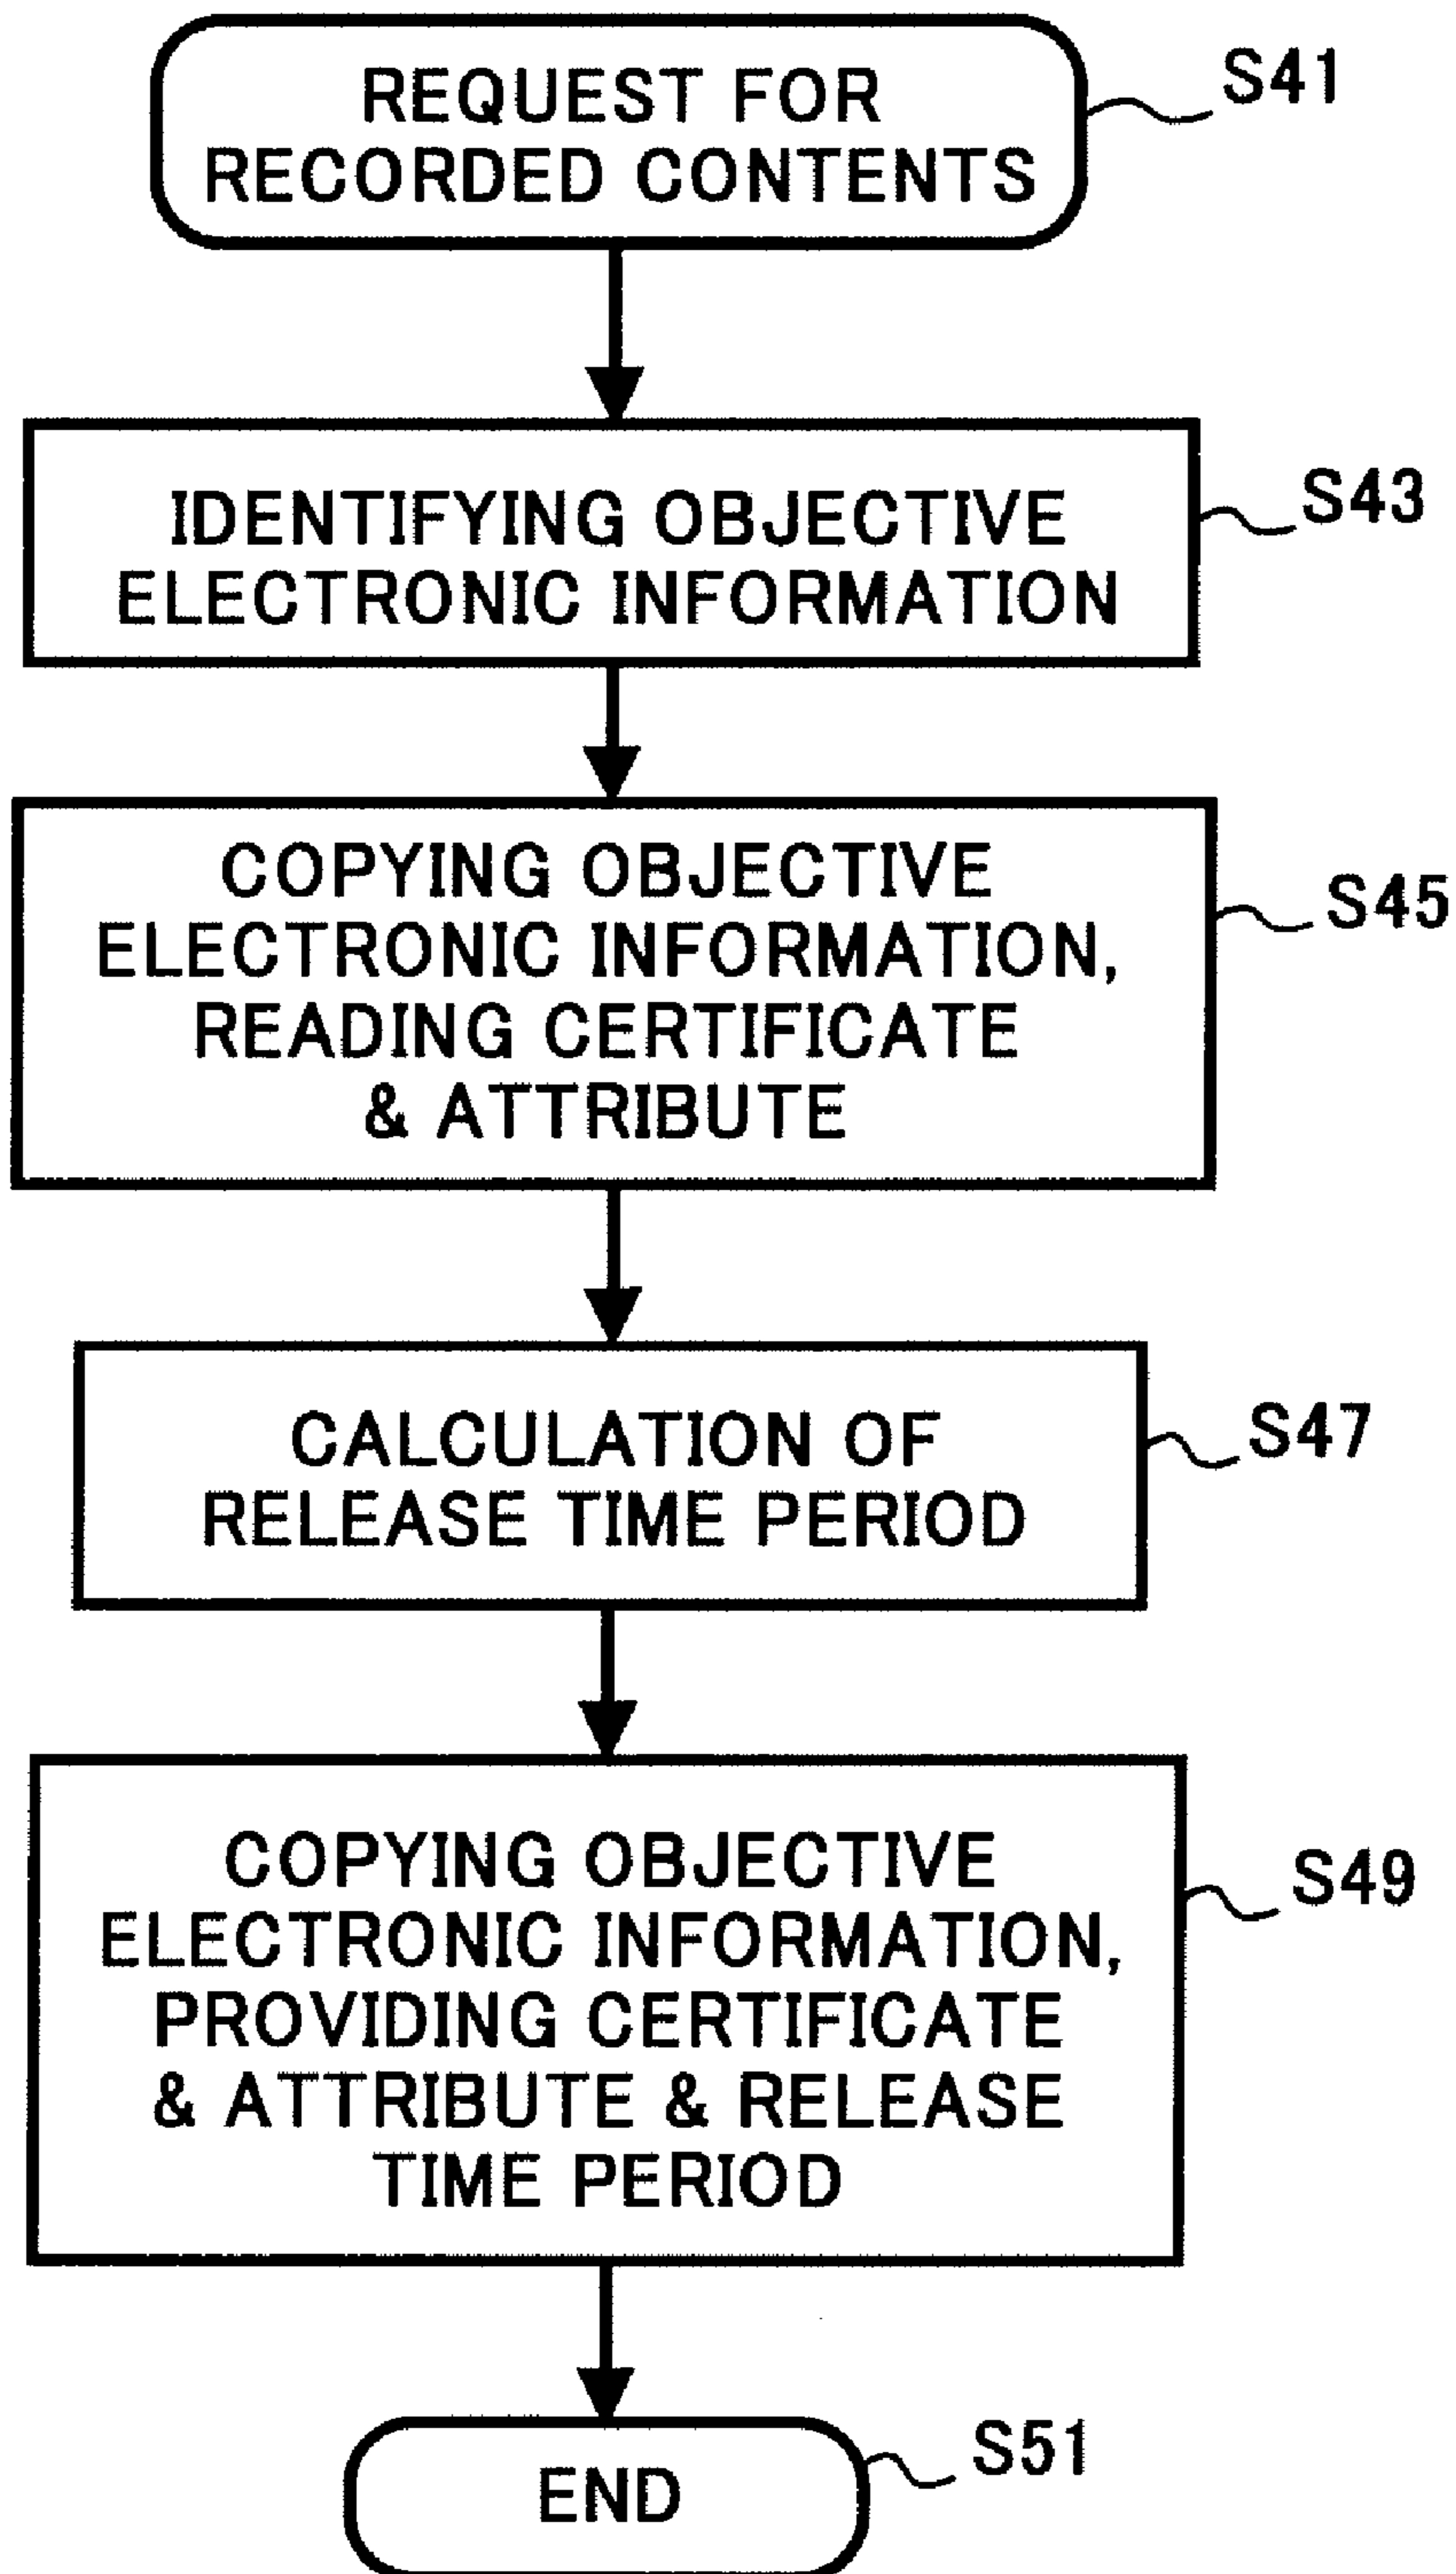 REQUEST FOR
RECORDED CONTENTS
S41
IDENTIFYING OBJECTIVE
ELECTRONIC INFORMATION
S43
COPYING OBJECTIVE
ELECTRONIC INFORMATION,
READING CERTIFICATE
& ATTRIBUTE
S45
CALCULATION OF
RELEASE TIME PERIOD
S47
COPYING OBJECTIVE
ELECTRONIC INFORMATION,
PROVIDING CERTIFICATE
& ATTRIBUTE & RELEASE
TIME PERIOD
S49
END
S51